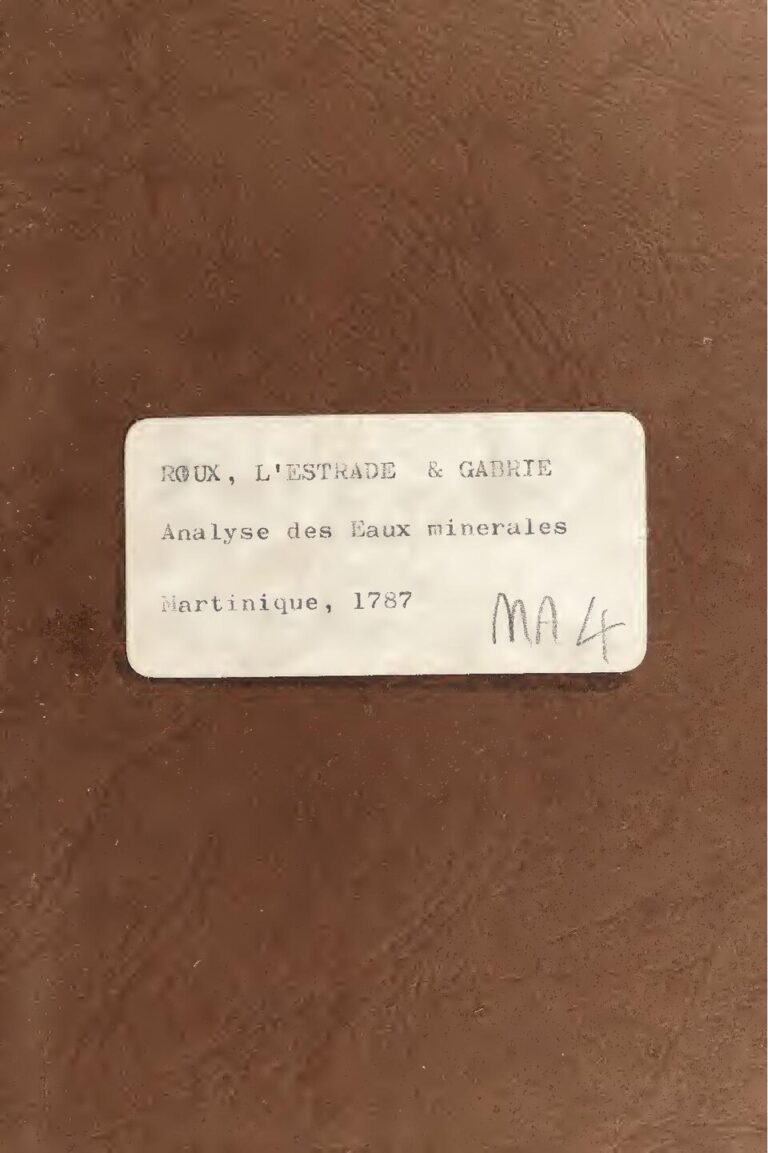 ROUX, L'ESTRADE & GABRIE
Analyse des Eaux minerales
Martinique, 1787
MA 4